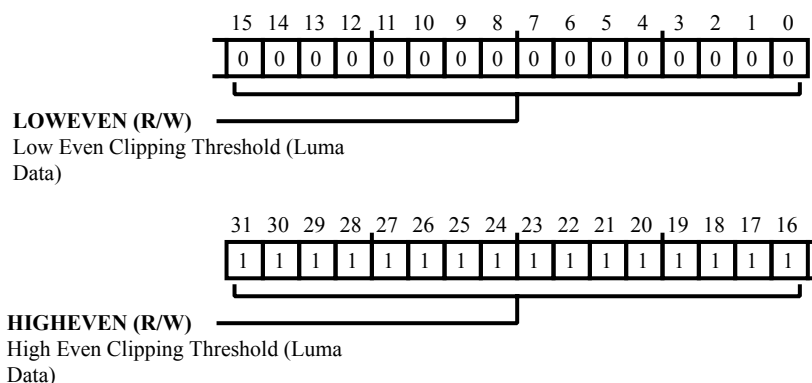 15 14 13 12 11 10 9 8 7 6 5 4 3 2 1 0
0 0 0 0 0 0 0 0 0 0 0 0 0 0 0 0
LOWEVEN (R/W)
Low Even Clipping Threshold (Luma
Data)
31 30 29 28 27 26 25 24 23 22 21 20 19 18 17 16
1 1 1 1 1 1 1 1 1 1 1 1 1 1 1 1
HIGHEVEN (R/W)
High Even Clipping Threshold (Luma
Data)